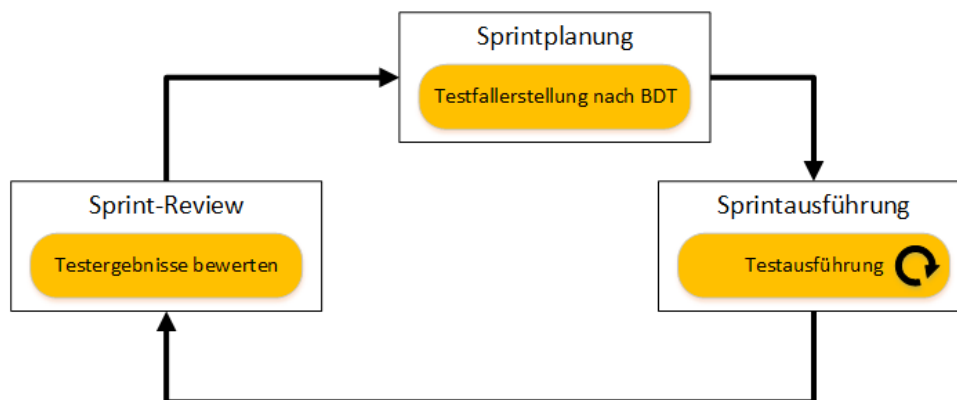 Sprintplanung
Testfallerstellung nach BDT
Sprint-Review
Testergebnisse bewerten
Sprintausführung
Testausführung